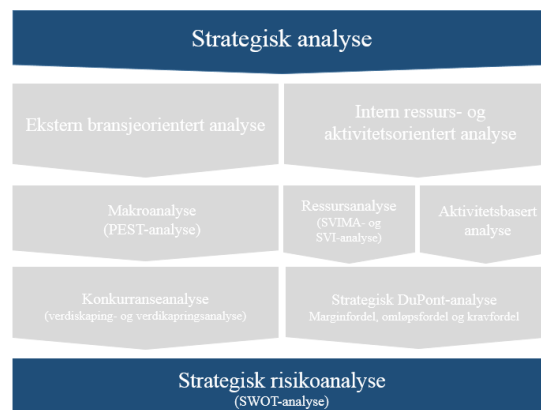 Strategisk analyse
Ekstern bransjeorientert analyse
Intern ressurs- og
aktivitetsorientert analyse
Makroanalyse
(PEST-analyse)
Ressursanalyse
(SVIMA- og
SVI-analyse)
Aktivitetsbasert
analyse
Konkurranseanalyse
(verdiskaping- og verdikapringsanalyse)
Strategisk DuPont-analyse
Marginfordel, omløpsfordel og kravfordel
Strategisk risikoanalyse
(SWOT-analyse)